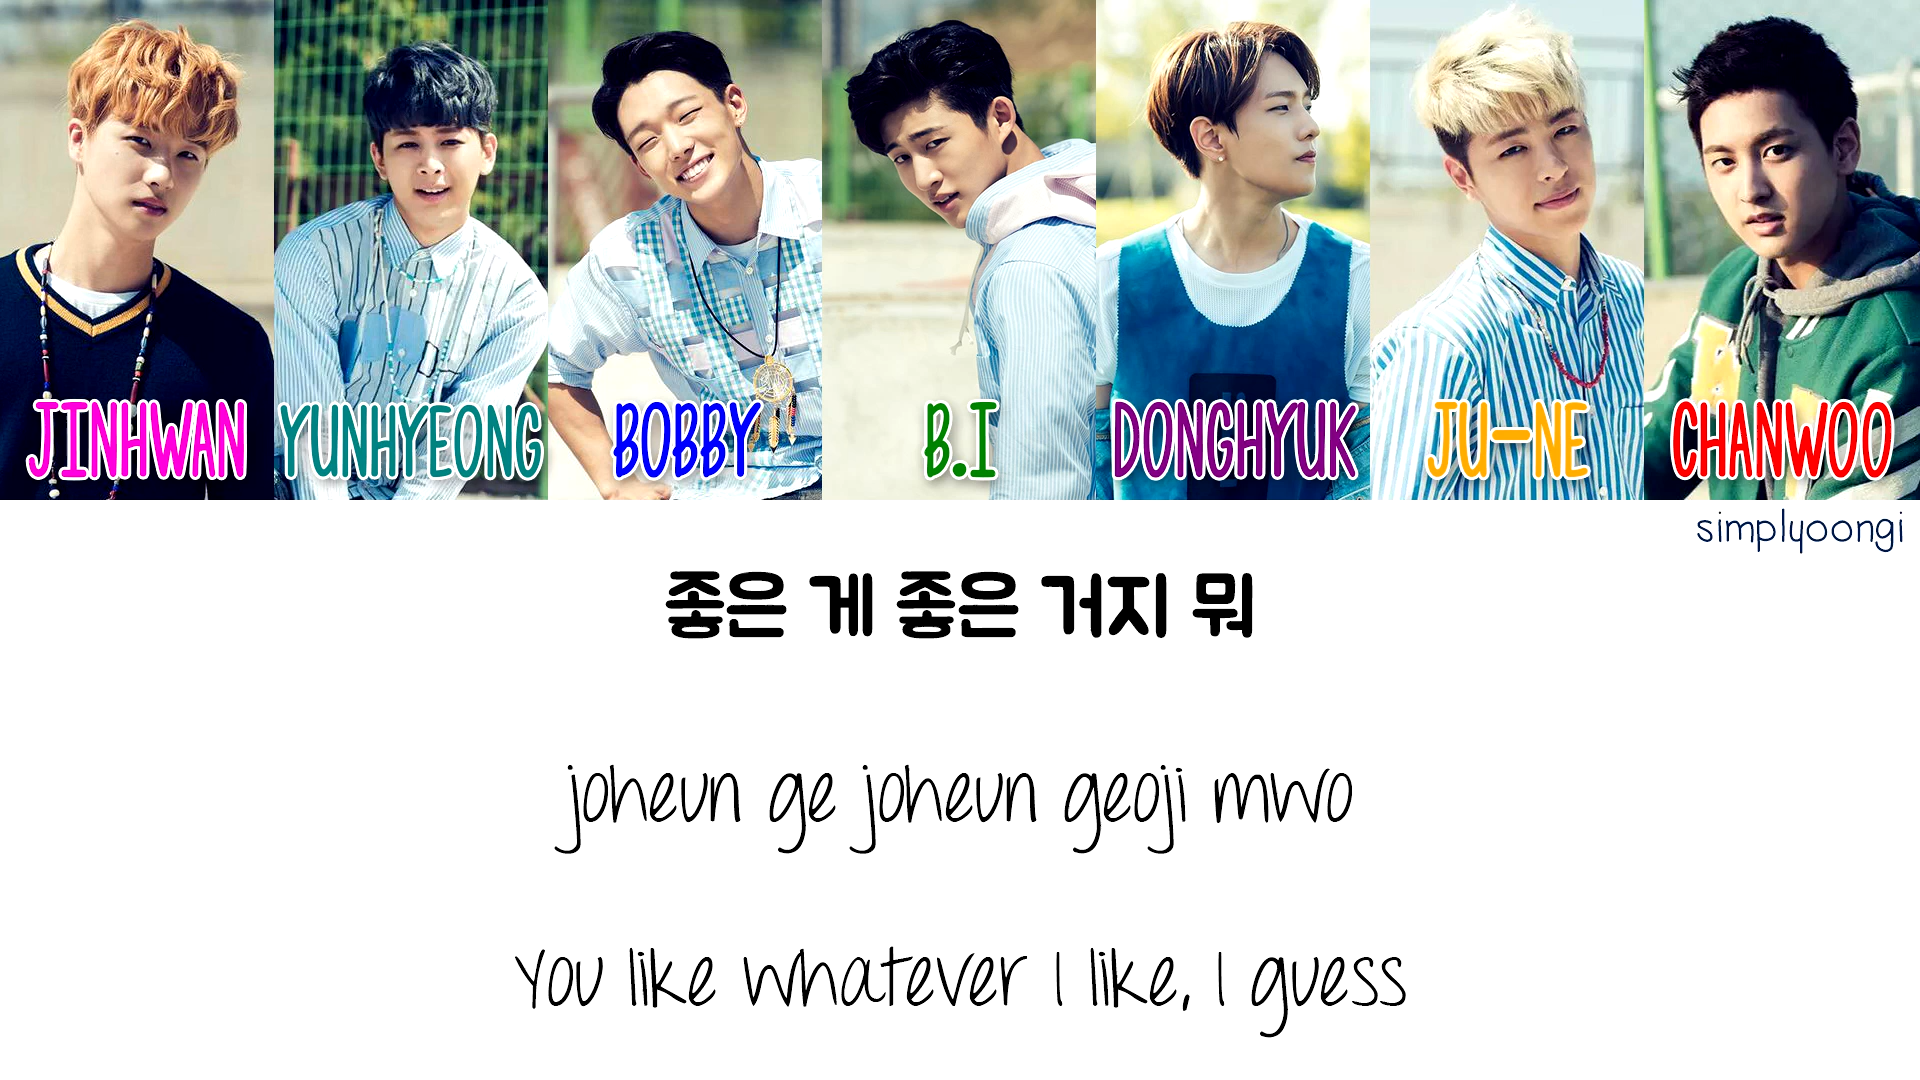 JINHWAN YUNHYEONG BOBBY B.I DONGHYUK JU-NE CHANWOO
simplyoongi
좋은 게 좋은 거지 뭐
joheun ge joheun geoji mwo
You like whatever I like, I guess